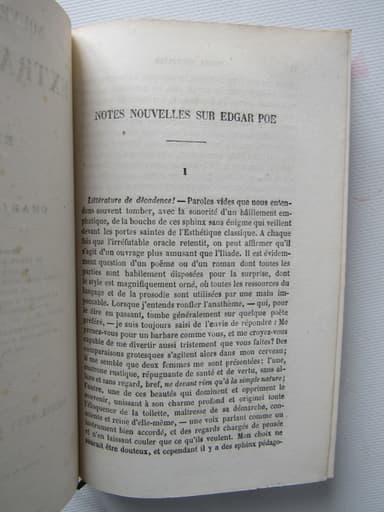 NOTES NOUVELLES SUR EDGAR POE
I
Littérature de décadence! — Paroles vides que nous enten-
dons souvent tomber, avec la sonorité d'un bâillement em-
phatique, de la bouche de ces sphinx sans énigme qui veillent
devant les portes saintes de l'Esthétique classique. A chaque
fois que l'irréfutable oracle retentit, on peut affirmer qu'il
s'agit d'un ouvrage plus amusant que l'Iliade. Il est évidem-
ment question d'un poëme ou d'un roman dont toutes les
parties sont habilement disposées pour la surprise, dont
le style est magnifiquement orné, où toutes les ressources du
langage et de la prosodie sont utilisées par une main im-
peccable. Lorsque j'entends ronfler l'anathème, — qui, pour
le dire en passant, tombe généralement sur quelque poëte
préféré, — je suis toujours saisi de l'envie de répondre : Me
prenez-vous pour un barbare comme vous, et me croyez-vous
capable de me divertir aussi tristement que vous faites? Des
comparaisons grotesques s'agitent alors dans mon cerveau;
il me semble que deux femmes me sont présentées : l'une,
matrone rustique, répugnante de santé et de vertu, sans al-
lure et sans regard, bref, ne devant rien qu'à la simple nature;
l'autre, une de ces beautés qui dominent et oppriment le
souvenir, unissant à son charme profond et originel toute
l'éloquence de la toilette, maîtresse de sa démarche, con-
sciente et reine d'elle-même, — une voix parlant comme un
instrument bien accordé, et des regards chargés de pensée
et n'en laissant couler que ce qu'ils veulent. Mon choix ne
saurait être douteux, et cependant il y a des sphinx pédago-